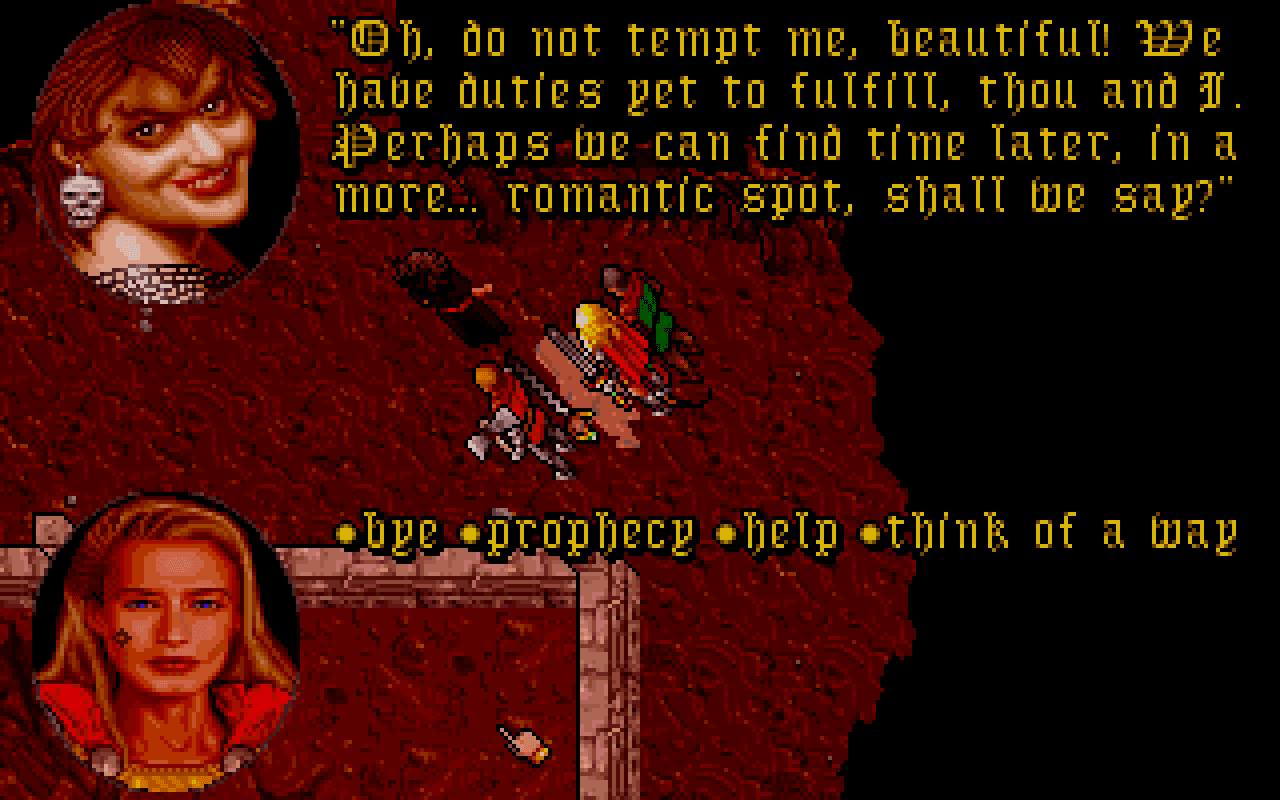 "Oh, do not tempt me, beautiful! We
have duties yet to fulfill, thou and I.
Perhaps we can find time later, in a
more... romantic spot, shall we say?"
•bye •prophecy •help •think of a way